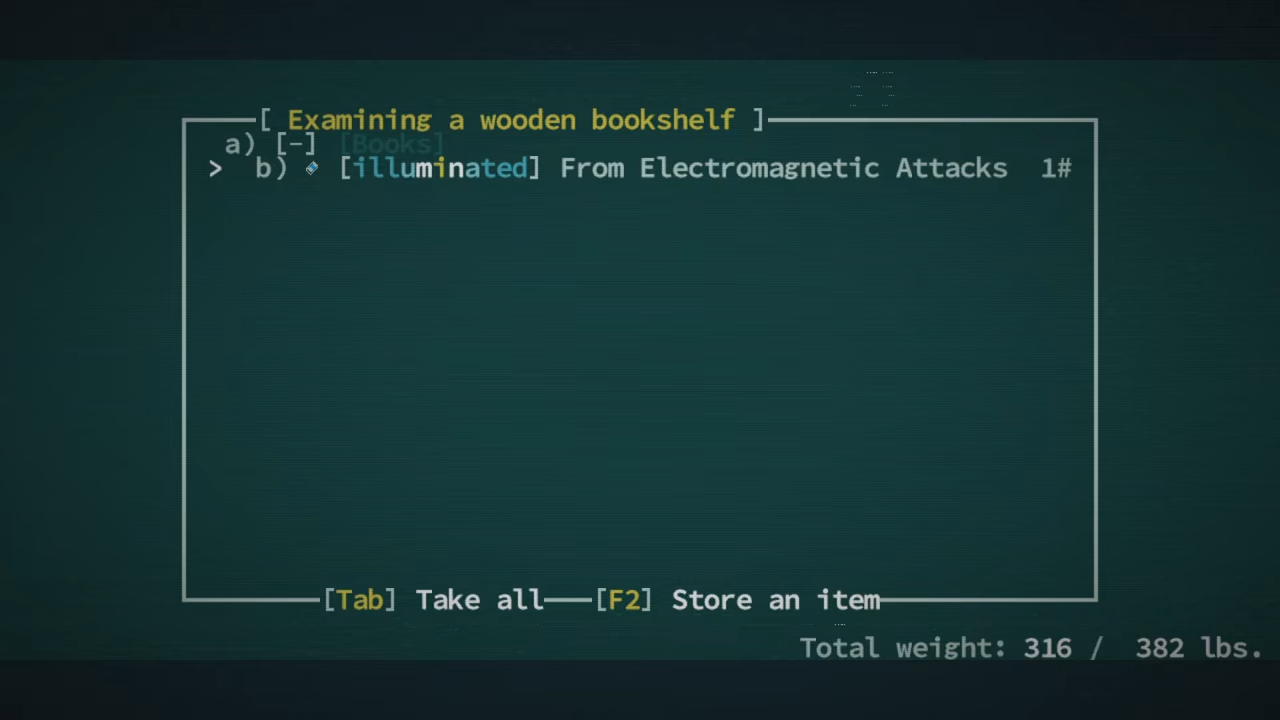 [ Examining a wooden bookshelf ]
a) [-] [Books]
> b) [illuminated] From Electromagnetic Attacks 1#
[Tab] Take all [F2] Store an item
Total weight: 316 / 382 lbs.